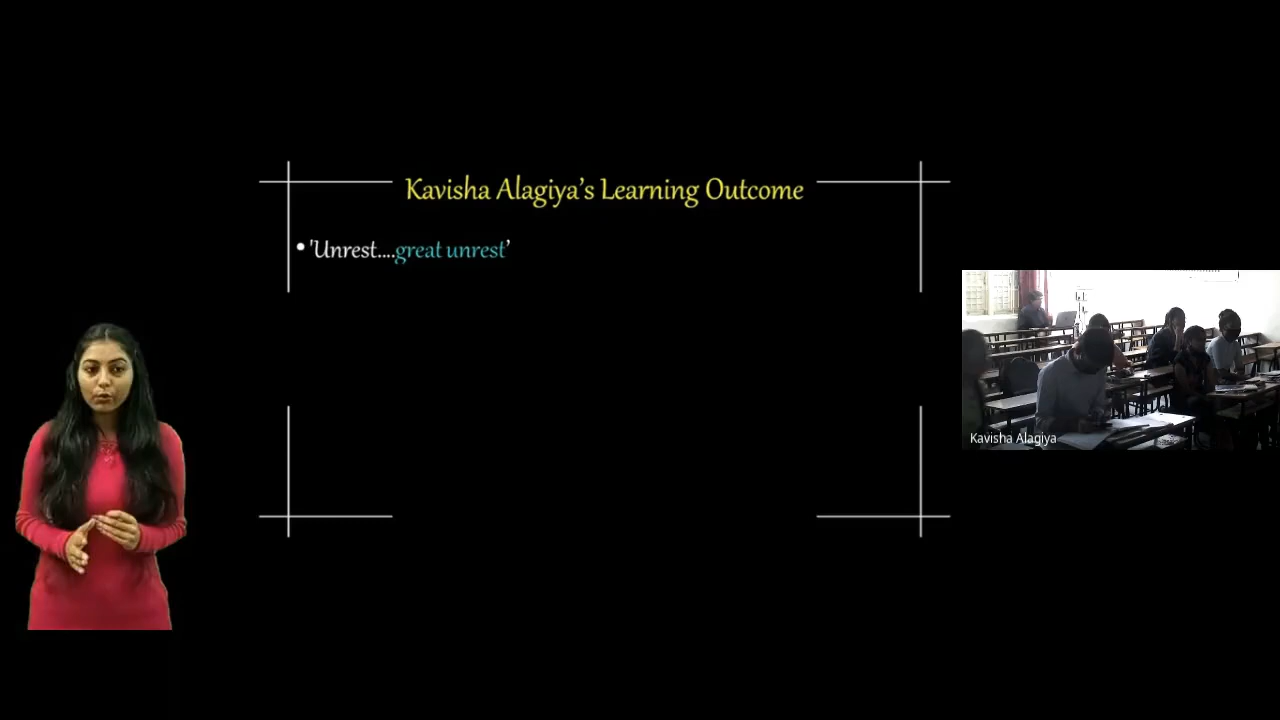 Kavisha Alagiya’s Learning Outcome
• 'Unrest....great unrest’
Kavisha Alagiya